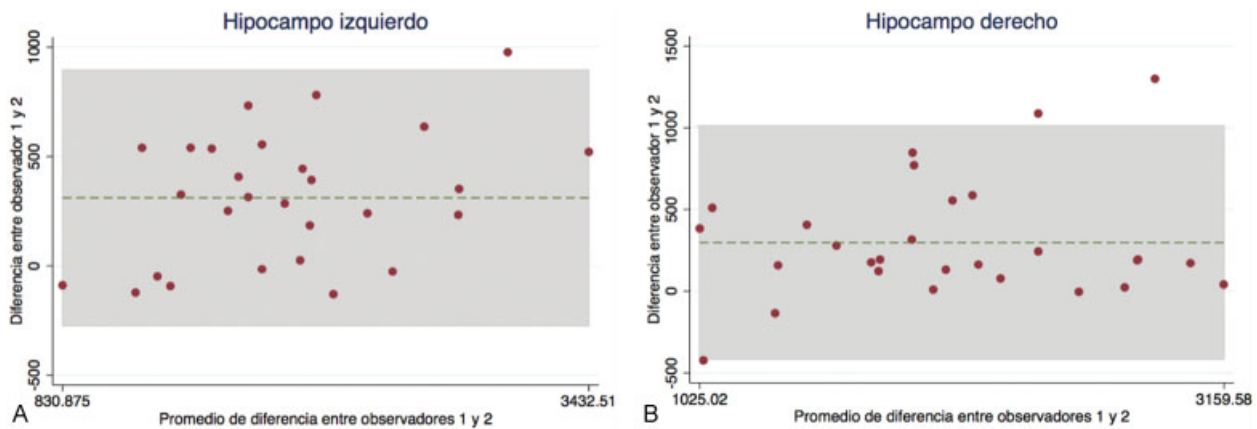 Hipocampo izquierdo
Diferencia entre observador 1 y 2
1000
500
0
-500
830.875
3432.51
Promedio de diferencia entre observadores 1 y 2
A
Hipocampo derecho
Diferencia entre observador 1 y 2
1500
1000
500
0
-500
1025.02
3159.58
Promedio de diferencia entre observadores 1 y 2
B